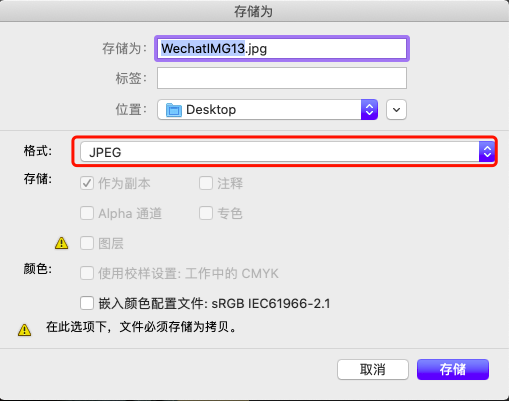 存储为
存储为: WechatIMG13.jpg
标签:
位置: Desktop
格式: JPEG
存储: 作为副本 注释
Alpha 通道 专色
图层
颜色: 使用校样设置: 工作中的 CMYK
嵌入颜色配置文件: sRGB IEC61966-2.1
在此选项下，文件必须存储为拷贝。
取消 存储